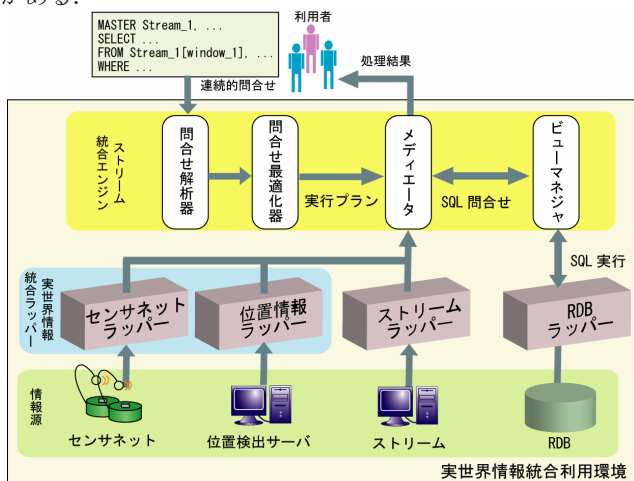 がある.
MASTER Stream_1, ...
SELECT ...
FROM Stream_1[window_1], ...
WHERE ...
利用者
処理結果
連続的問合せ
ストリーム
統合エンジン
問合せ解析器
問合せ最適化器
実行プラン
メディエータ
SQL 問合せ
ビューマネジャ
SQL 実行
実世界情報
統合ラッパー
センサネット
ラッパー
位置情報
ラッパー
ストリーム
ラッパー
RDB
ラッパー
情報源
センサネット
位置検出サーバ
ストリーム
RDB
実世界情報統合利用環境